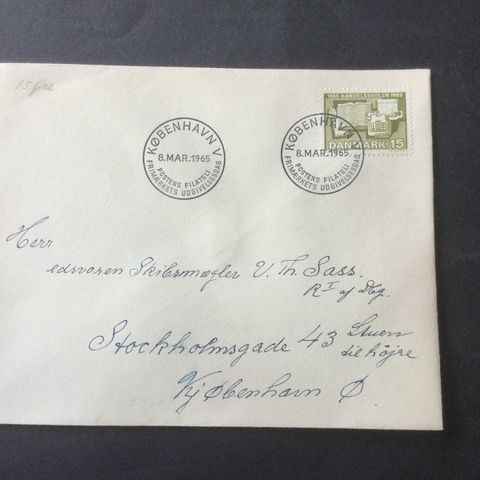 15 Øre
KØBENHAVN V
8.MAR.1965
POSTENS FILATELI
FRIMÆRKETS UDGIVELSESDAG
KØBENHAVN V
8.MAR.1965
POSTENS FILATELI
FRIMÆRKETS UDGIVELSESDAG
1865 HANDELSSKOLEN 1965
DANMARK 15
Herr
edsvoren Skibsmægler V. Th. Sass.
R I af Dbg.
Stockholmsgade 43 Stuen
til højre
Kjøbenhavn Ø